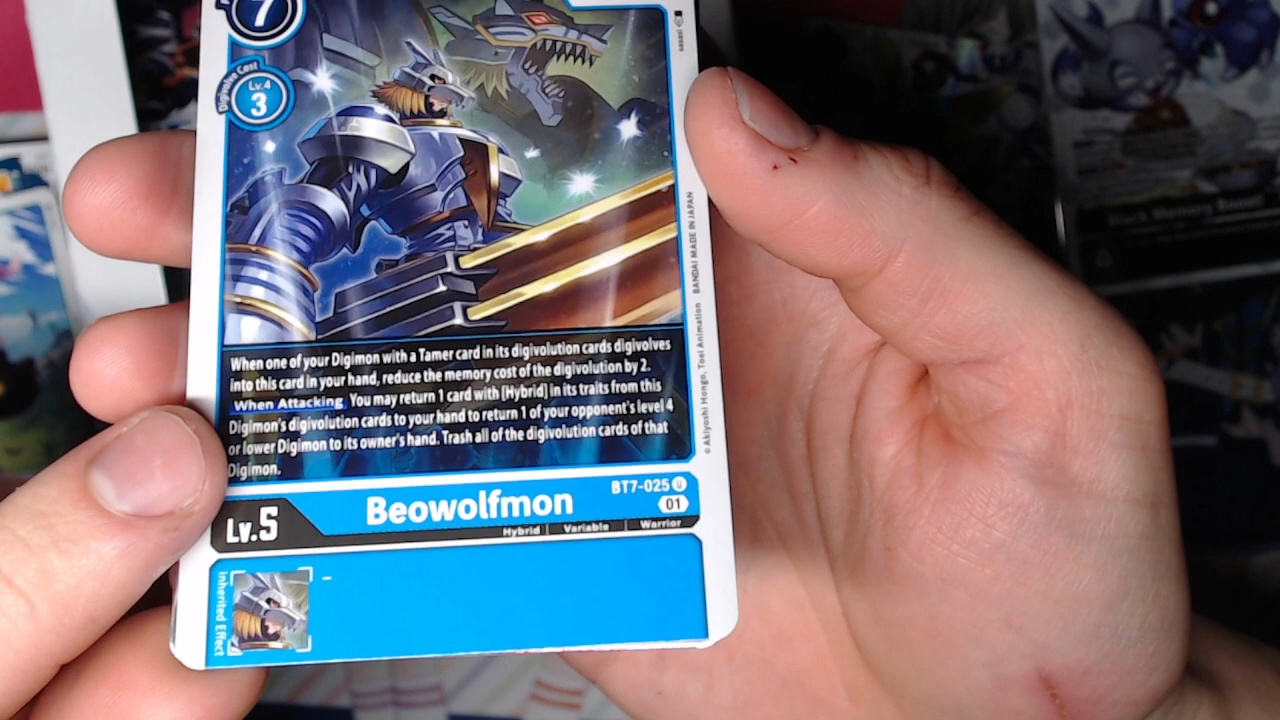 7
Digivolve Cost
Lv.4
3
sasasi
When one of your Digimon with a Tamer card in its digivolution cards digivolves
into this card in your hand, reduce the memory cost of the digivolution by 2.
When Attacking You may return 1 card with [Hybrid] in its traits from this
Digimon's digivolution cards to your hand to return 1 of your opponent's level 4
or lower Digimon to its owner's hand. Trash all of the digivolution cards of that
Digimon.
©Akiyoshi Hongo, Toei Animation BANDAI MADE IN JAPAN
BT7-025 U
Beowolfmon
01
Lv.5
Hybrid Variable Warrior
Inherited Effect
-
Memory Boost!